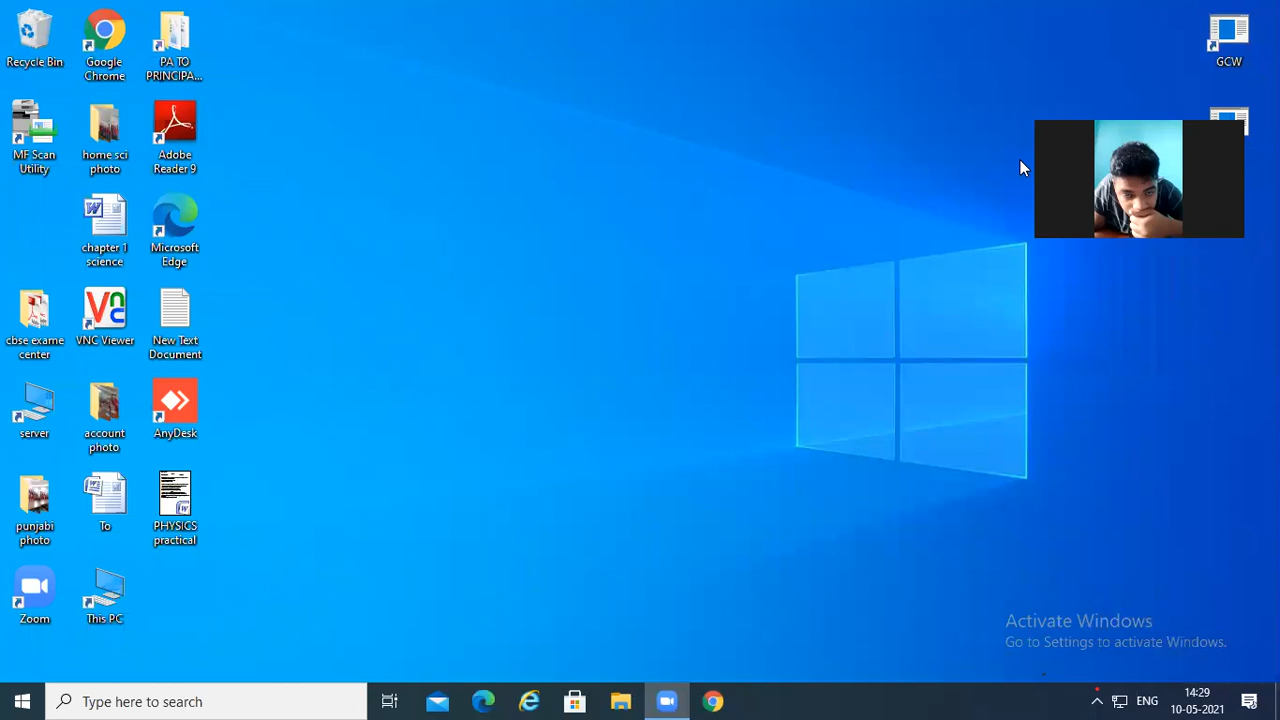 Recycle Bin
Google
Chrome
PA TO
PRINCIPA...
GCW
MF Scan
Utility
home sci
photo
Adobe
Reader 9
chapter 1
science
Microsoft
Edge
cbse exame
center
VNC Viewer
New Text
Document
server
account
photo
AnyDesk
punjabi
photo
To
PHYSICS
practical
Zoom
This PC
Activate Windows
Go to Settings to activate Windows.
Type here to search
ENG
14:29
10-05-2021